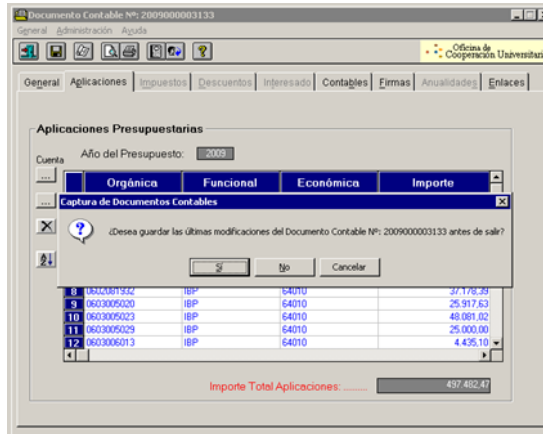 Documento Contable Nº: 2009000003133
General Administración Ayuda
Oficina de
Cooperación Universitaria
General Aplicaciones Impuestos Descuentos Interesado Contables Firmas Anualidades Enlaces
Aplicaciones Presupuestarias
Cuenta Año del Presupuesto: 2009
Orgánica Funcional Económica Importe
Captura de Documentos Contables
¿Desea guardar las últimas modificaciones del Documento Contable Nº: 2009000003133 antes de salir?
Sí No Cancelar
8 0602081932 IBP 64010 37.178,39
9 0603005020 IBP 64010 25.917,63
10 0603005023 IBP 64010 48.081,02
11 0603005029 IBP 64010 25.000,00
12 0603006013 IBP 64010 4.435,10
Importe Total Aplicaciones: ........ 497.482,47